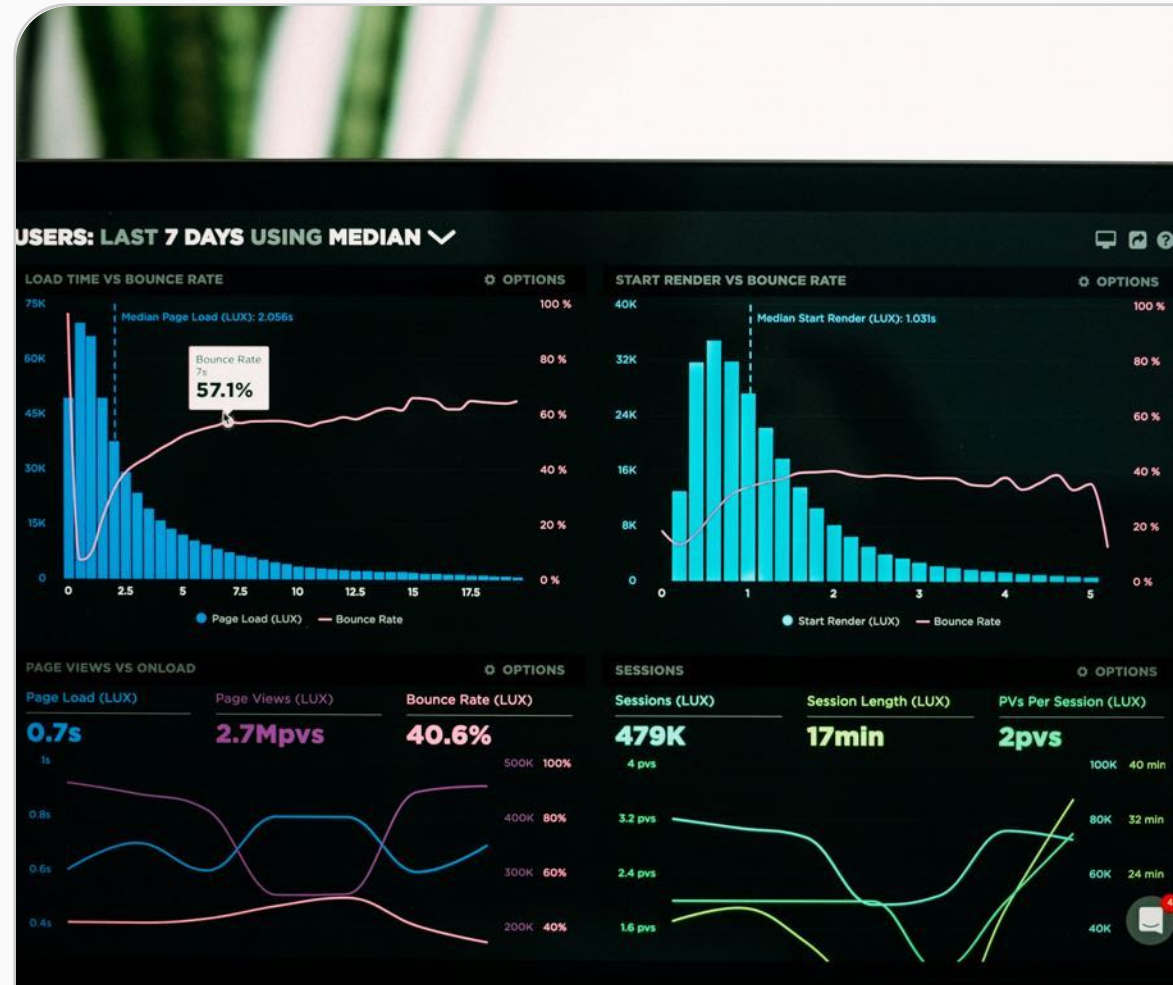 USERS: LAST 7 DAYS USING MEDIAN
LOAD TIME VS BOUNCE RATE
OPTIONS
75K
60K
45K
30K
15K
0
100 %
80 %
60 %
40 %
20 %
0 %
Median Page Load (LUX): 2.056s
Bounce Rate
7s
57.1%
0 2.5 5 7.5 10 12.5 15 17.5
Page Load (LUX) Bounce Rate
START RENDER VS BOUNCE RATE
OPTIONS
40K
32K
24K
16K
8K
0
100 %
80 %
60 %
40 %
20 %
0 %
Median Start Render (LUX): 1.031s
0 1 2 3 4 5
Start Render (LUX) Bounce Rate
PAGE VIEWS VS ONLOAD
OPTIONS
Page Load (LUX) Page Views (LUX) Bounce Rate (LUX)
0.7s 2.7Mpvs 40.6%
1s
0.8s
0.6s
0.4s
500K 100%
400K 80%
300K 60%
200K 40%
SESSIONS
OPTIONS
Sessions (LUX) Session Length (LUX) PVs Per Session (LUX)
479K 17min 2pvs
4 pvs
3.2 pvs
2.4 pvs
1.6 pvs
100K 40 min
80K 32 min
60K 24 min
40K
4